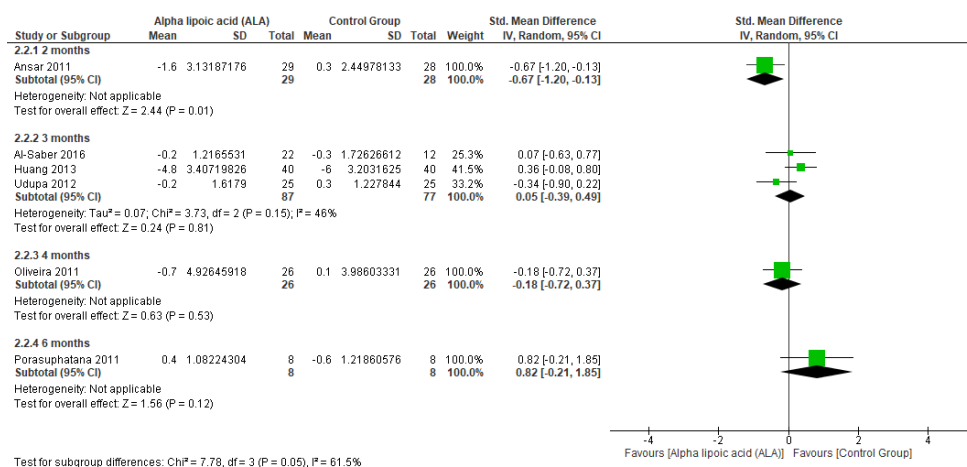 Alpha lipoic acid (ALA) Control Group Std. Mean Difference Std. Mean Difference
Study or Subgroup Mean SD Total Mean SD Total Weight IV, Random, 95% CI IV, Random, 95% CI
2.2.1 2 months
Ansar 2011 -1.6 3.13187176 29 0.3 2.44978133 28 100.0% -0.67 [-1.20, -0.13]
Subtotal (95% CI) 29 28 100.0% -0.67 [-1.20, -0.13]
Heterogeneity: Not applicable
Test for overall effect: Z = 2.44 (P = 0.01)
2.2.2 3 months
Al-Saber 2016 -0.2 1.2165531 22 -0.3 1.72626612 12 25.3% 0.07 [-0.63, 0.77]
Huang 2013 -4.8 3.40719826 40 -6 3.2031625 40 41.5% 0.36 [-0.08, 0.80]
Udupa 2012 -0.2 1.6179 25 0.3 1.227844 25 33.2% -0.34 [-0.90, 0.22]
Subtotal (95% CI) 87 77 100.0% 0.05 [-0.39, 0.49]
Heterogeneity: Tau² = 0.07; Chi² = 3.73, df = 2 (P = 0.15); I² = 46%
Test for overall effect: Z = 0.24 (P = 0.81)
2.2.3 4 months
Oliveira 2011 -0.7 4.92645918 26 0.1 3.98603331 26 100.0% -0.18 [-0.72, 0.37]
Subtotal (95% CI) 26 26 100.0% -0.18 [-0.72, 0.37]
Heterogeneity: Not applicable
Test for overall effect: Z = 0.63 (P = 0.53)
2.2.4 6 months
Porasuphatana 2011 0.4 1.08224304 8 -0.6 1.21860576 8 100.0% 0.82 [-0.21, 1.85]
Subtotal (95% CI) 8 8 100.0% 0.82 [-0.21, 1.85]
Heterogeneity: Not applicable
Test for overall effect: Z = 1.56 (P = 0.12)
-4 -2 0 2 4
Favours [Alpha lipoic acid (ALA)] Favours [Control Group]
Test for subgroup differences: Chi² = 7.78, df = 3 (P = 0.05), I² = 61.5%